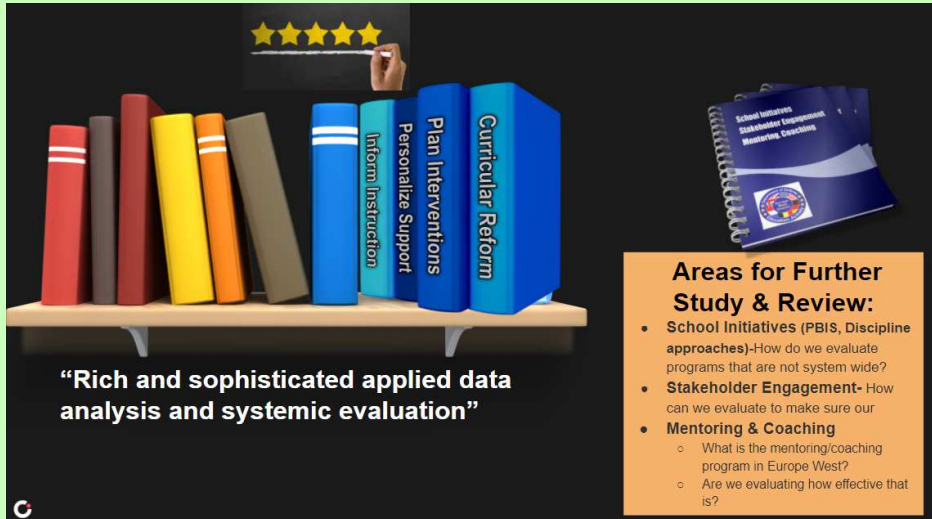 Inform Instruction
Personalize Support
Plan Interventions
Curricular Reform
School Initiatves
Stakeholder Engagement
Mentoring, Coaching
“Rich and sophisticated applied data
analysis and systemic evaluation”
Areas for Further
Study & Review:
● School Initiatives (PBIS, Discipline
approaches)-How do we evaluate
programs that are not system wide?
● Stakeholder Engagement- How
can we evaluate to make sure our
● Mentoring & Coaching
○ What is the mentoring/coaching
program in Europe West?
○ Are we evaluating how effective that
is?